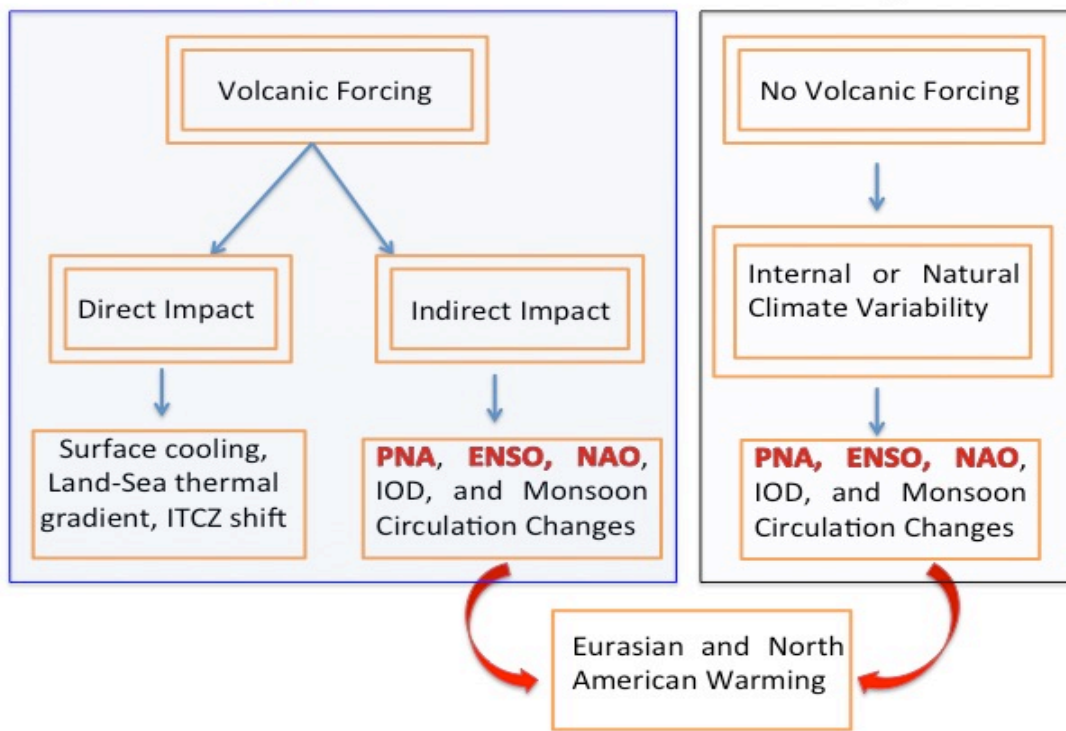 Volcanic Forcing
No Volcanic Forcing
Direct Impact
Indirect Impact
Internal or Natural
Climate Variability
Surface cooling,
Land-Sea thermal
gradient, ITCZ shift
PNA, ENSO, NAO,
IOD, and Monsoon
Circulation Changes
PNA, ENSO, NAO,
IOD, and Monsoon
Circulation Changes
Eurasian and North
American Warming